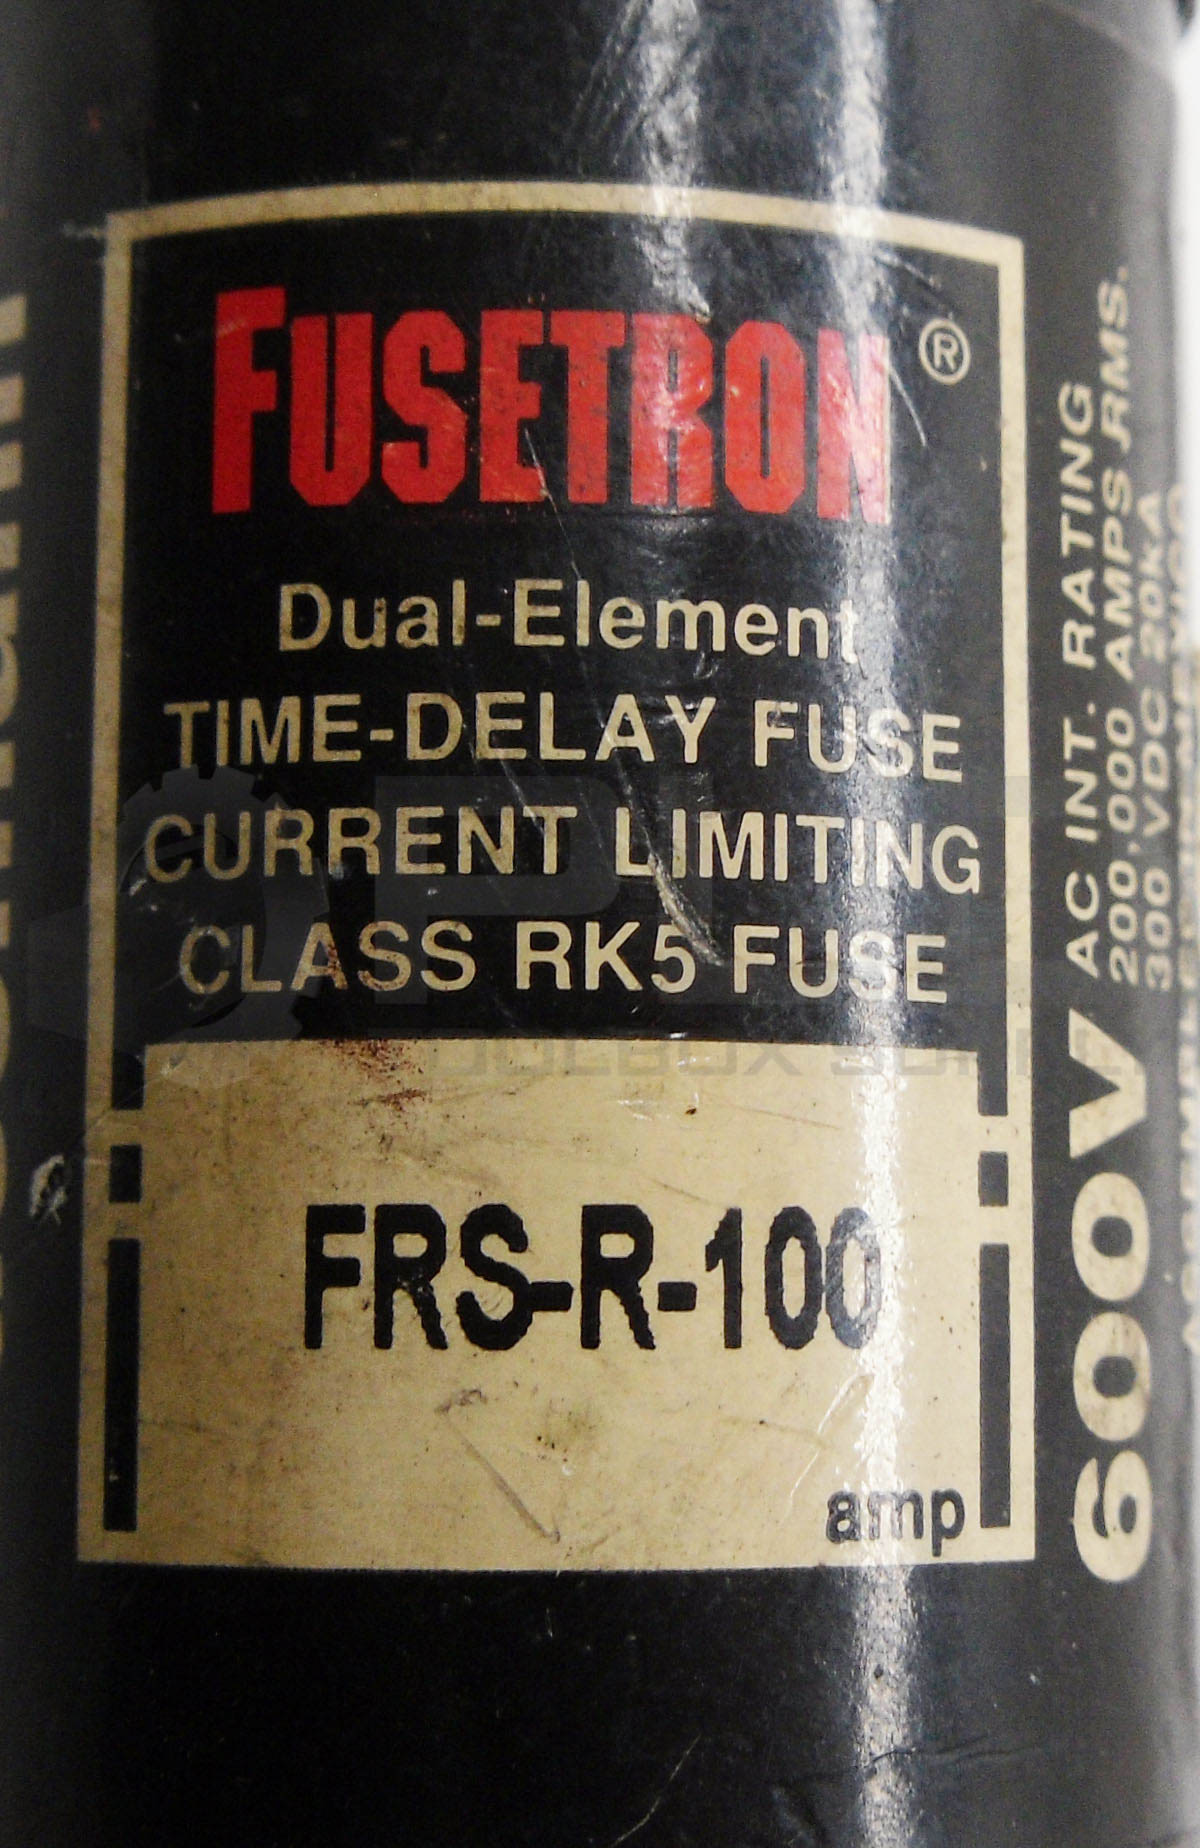 FUSETRON®
Dual-Element
TIME-DELAY FUSE
CURRENT LIMITING
CLASS RK5 FUSE
FRS-R-100
amp
600V AC INT. RATING
200,000 AMPS RMS.
300 VDC 20KA